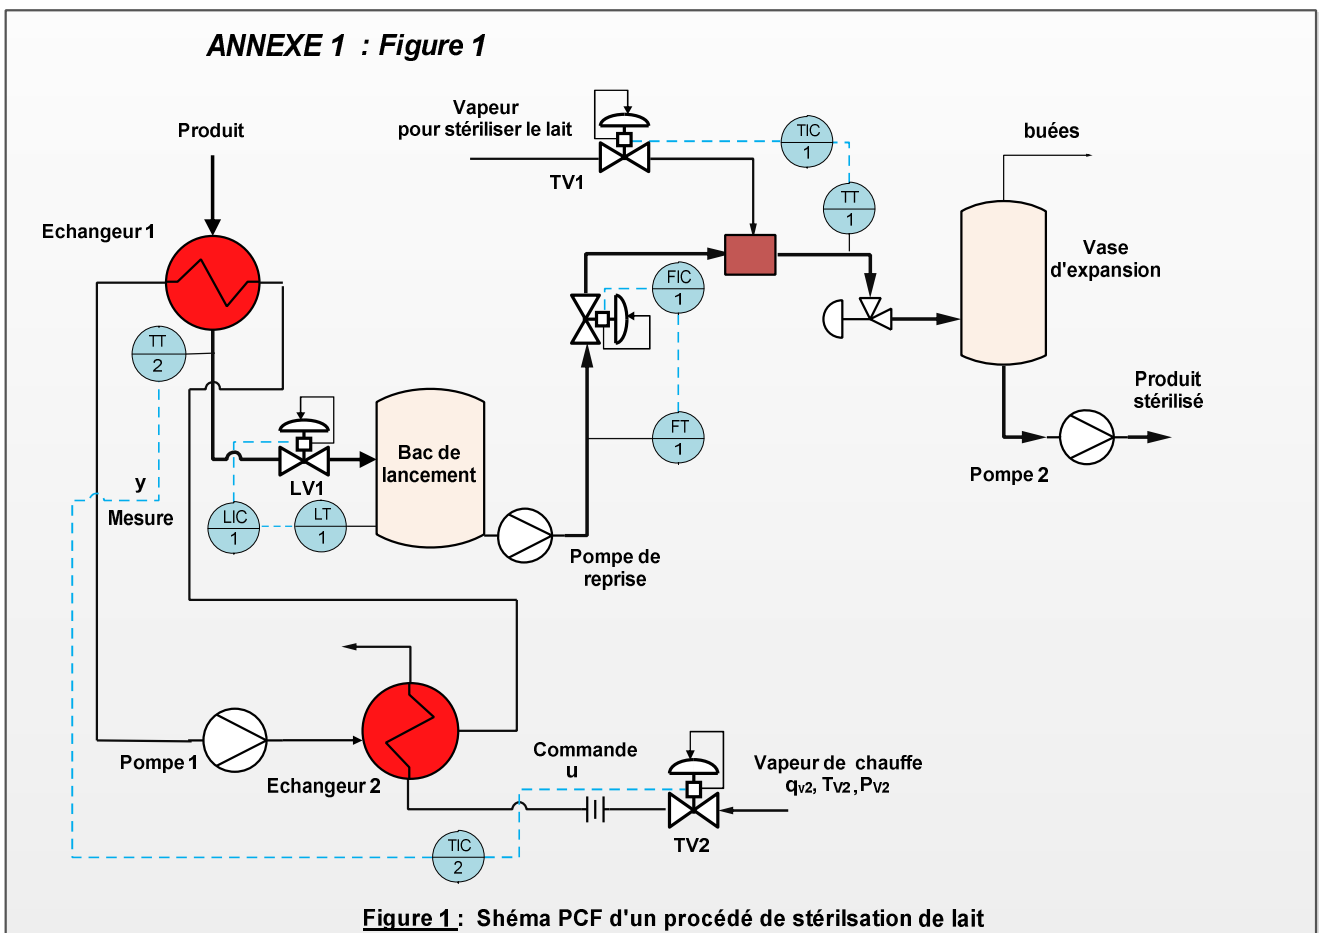 ANNEXE 1 : Figure 1
Vapeur
pour stériliser le lait
Produit
TIC
1
buées
TV1
TT
1
Echangeur 1
Vase
d'expansion
FIC
1
TT
2
Produit
stérilisé
FT
1
Bac de
lancement
Pompe 2
y
LV1
Mesure
LIC
1
LT
1
Pompe de
reprise
Commande
u
Pompe 1
Echangeur 2
Vapeur de chauffe
qv2, TV2, PV2
TV2
TIC
2
Figure 1 : Shéma PCF d'un procédé de stérilsation de lait